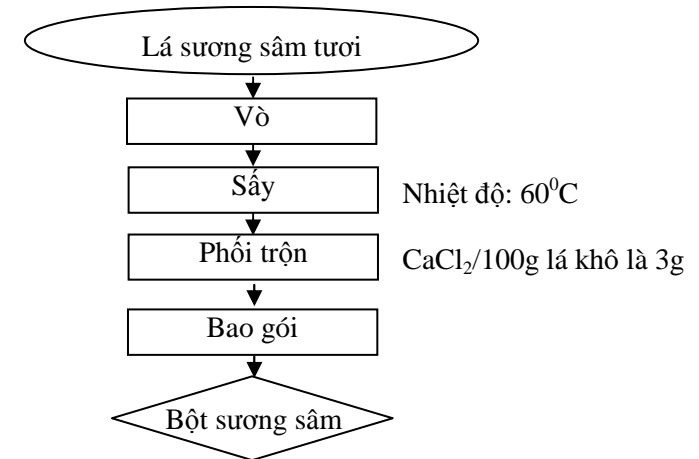 Lá sương sâm tươi
Vò
Sấy
Nhiệt độ: 60⁰C
Phối trộn
CaCl₂/100g lá khô là 3g
Bao gói
Bột sương sâm